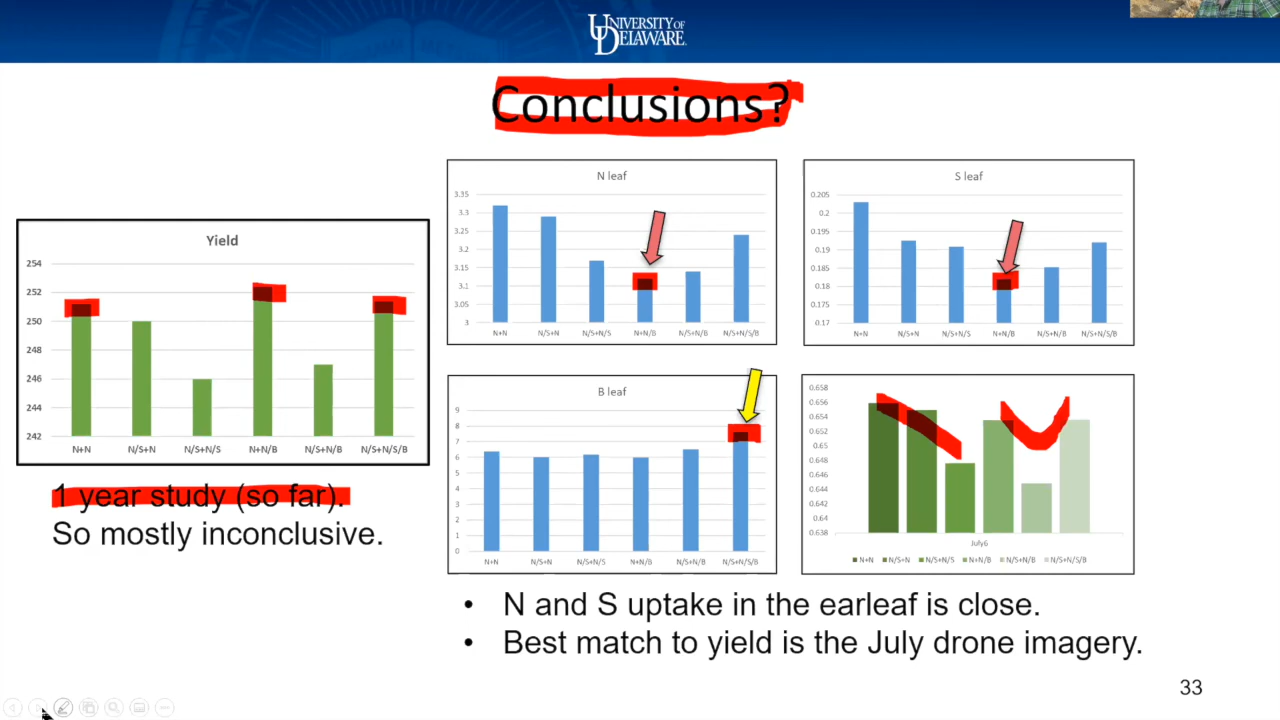 UNIVERSITY OF
DELAWARE
Conclusions?
Yield
254
252
250
248
246
244
242
N+N N/S+N N/S+N/S N+N/B N/S+N/B N/S+N/S/B
1 year study (so far).
So mostly inconclusive.
N leaf
3.35
3.3
3.25
3.2
3.15
3.1
3.05
3
N+N N/S+N N/S+N/S N+N/B N/S+N/B N/S+N/S/B
S leaf
0.205
0.2
0.195
0.19
0.185
0.18
0.175
0.17
N+N N/S+N N/S+N/S N+N/B N/S+N/B N/S+N/S/B
B leaf
9
8
7
6
5
4
3
2
1
0
N+N N/S+N N/S+N/S N+N/B N/S+N/B N/S+N/S/B
0.658
0.656
0.654
0.652
0.65
0.648
0.646
0.644
0.642
0.64
0.638
July6
N+N N/S+N N/S+N/S N+N/B N/S+N/B N/S+N/S/B
• N and S uptake in the earleaf is close.
• Best match to yield is the July drone imagery.
33